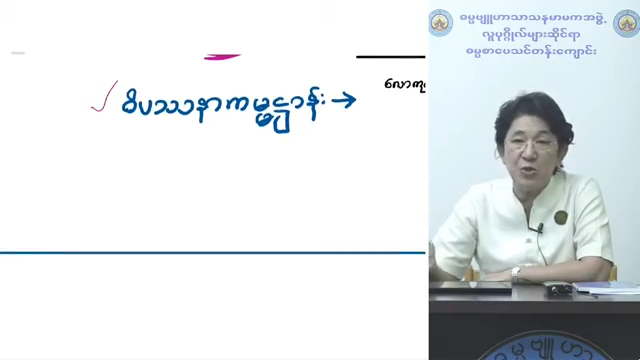 ဓမ္မဗျူဟာသာသနမာမကအဖွဲ့
လူပုဂ္ဂိုလ်များဆိုင်ရာ
ဓမ္မစာပေသင်တန်းကျောင်း
ဝိပဿနာကမ္မဋ္ဌာန်း →